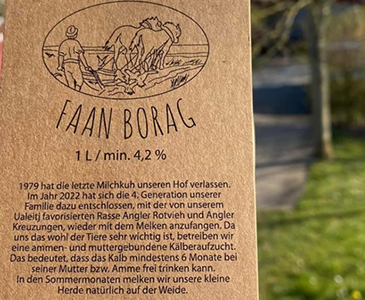 FAAN BORAG
1 L / min. 4,2 %
1979 hat die letzte Milchkuh unseren Hof verlassen.
Im Jahr 2022 hat sich die 4. Generation unserer
Familie dazu entschlossen, mit der von unserem
Ualeitj favorisierten Rasse Angler Rotvieh und Angler
Kreuzungen, wieder mit dem Melken anzufangen. Da
uns das wohl der Tiere sehr wichtig ist, betreiben wir
eine ammen- und muttergebundene Kälberaufzucht.
Das bedeutet, dass das Kalb mindestens 6 Monate bei
seiner Mutter bzw. Amme frei trinken kann.
In den Sommermonaten melken wir unsere kleine
Herde natürlich auf der Weide.